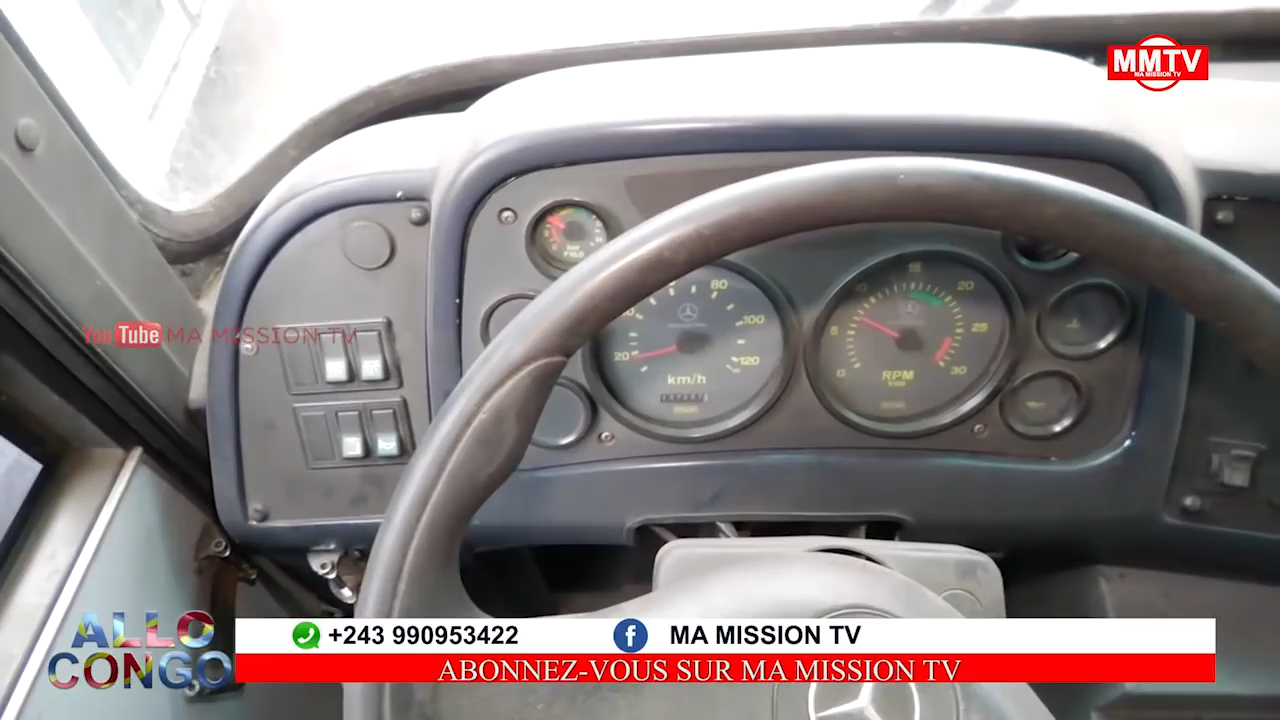 MMTV
MA MISSION TV
80
100
20
120
km/h
15
20
5
25
0
30
RPM
YouTube MA MISSION TV
ALLO
CONGO
+243 990953422
MA MISSION TV
ABONNEZ-VOUS SUR MA MISSION TV